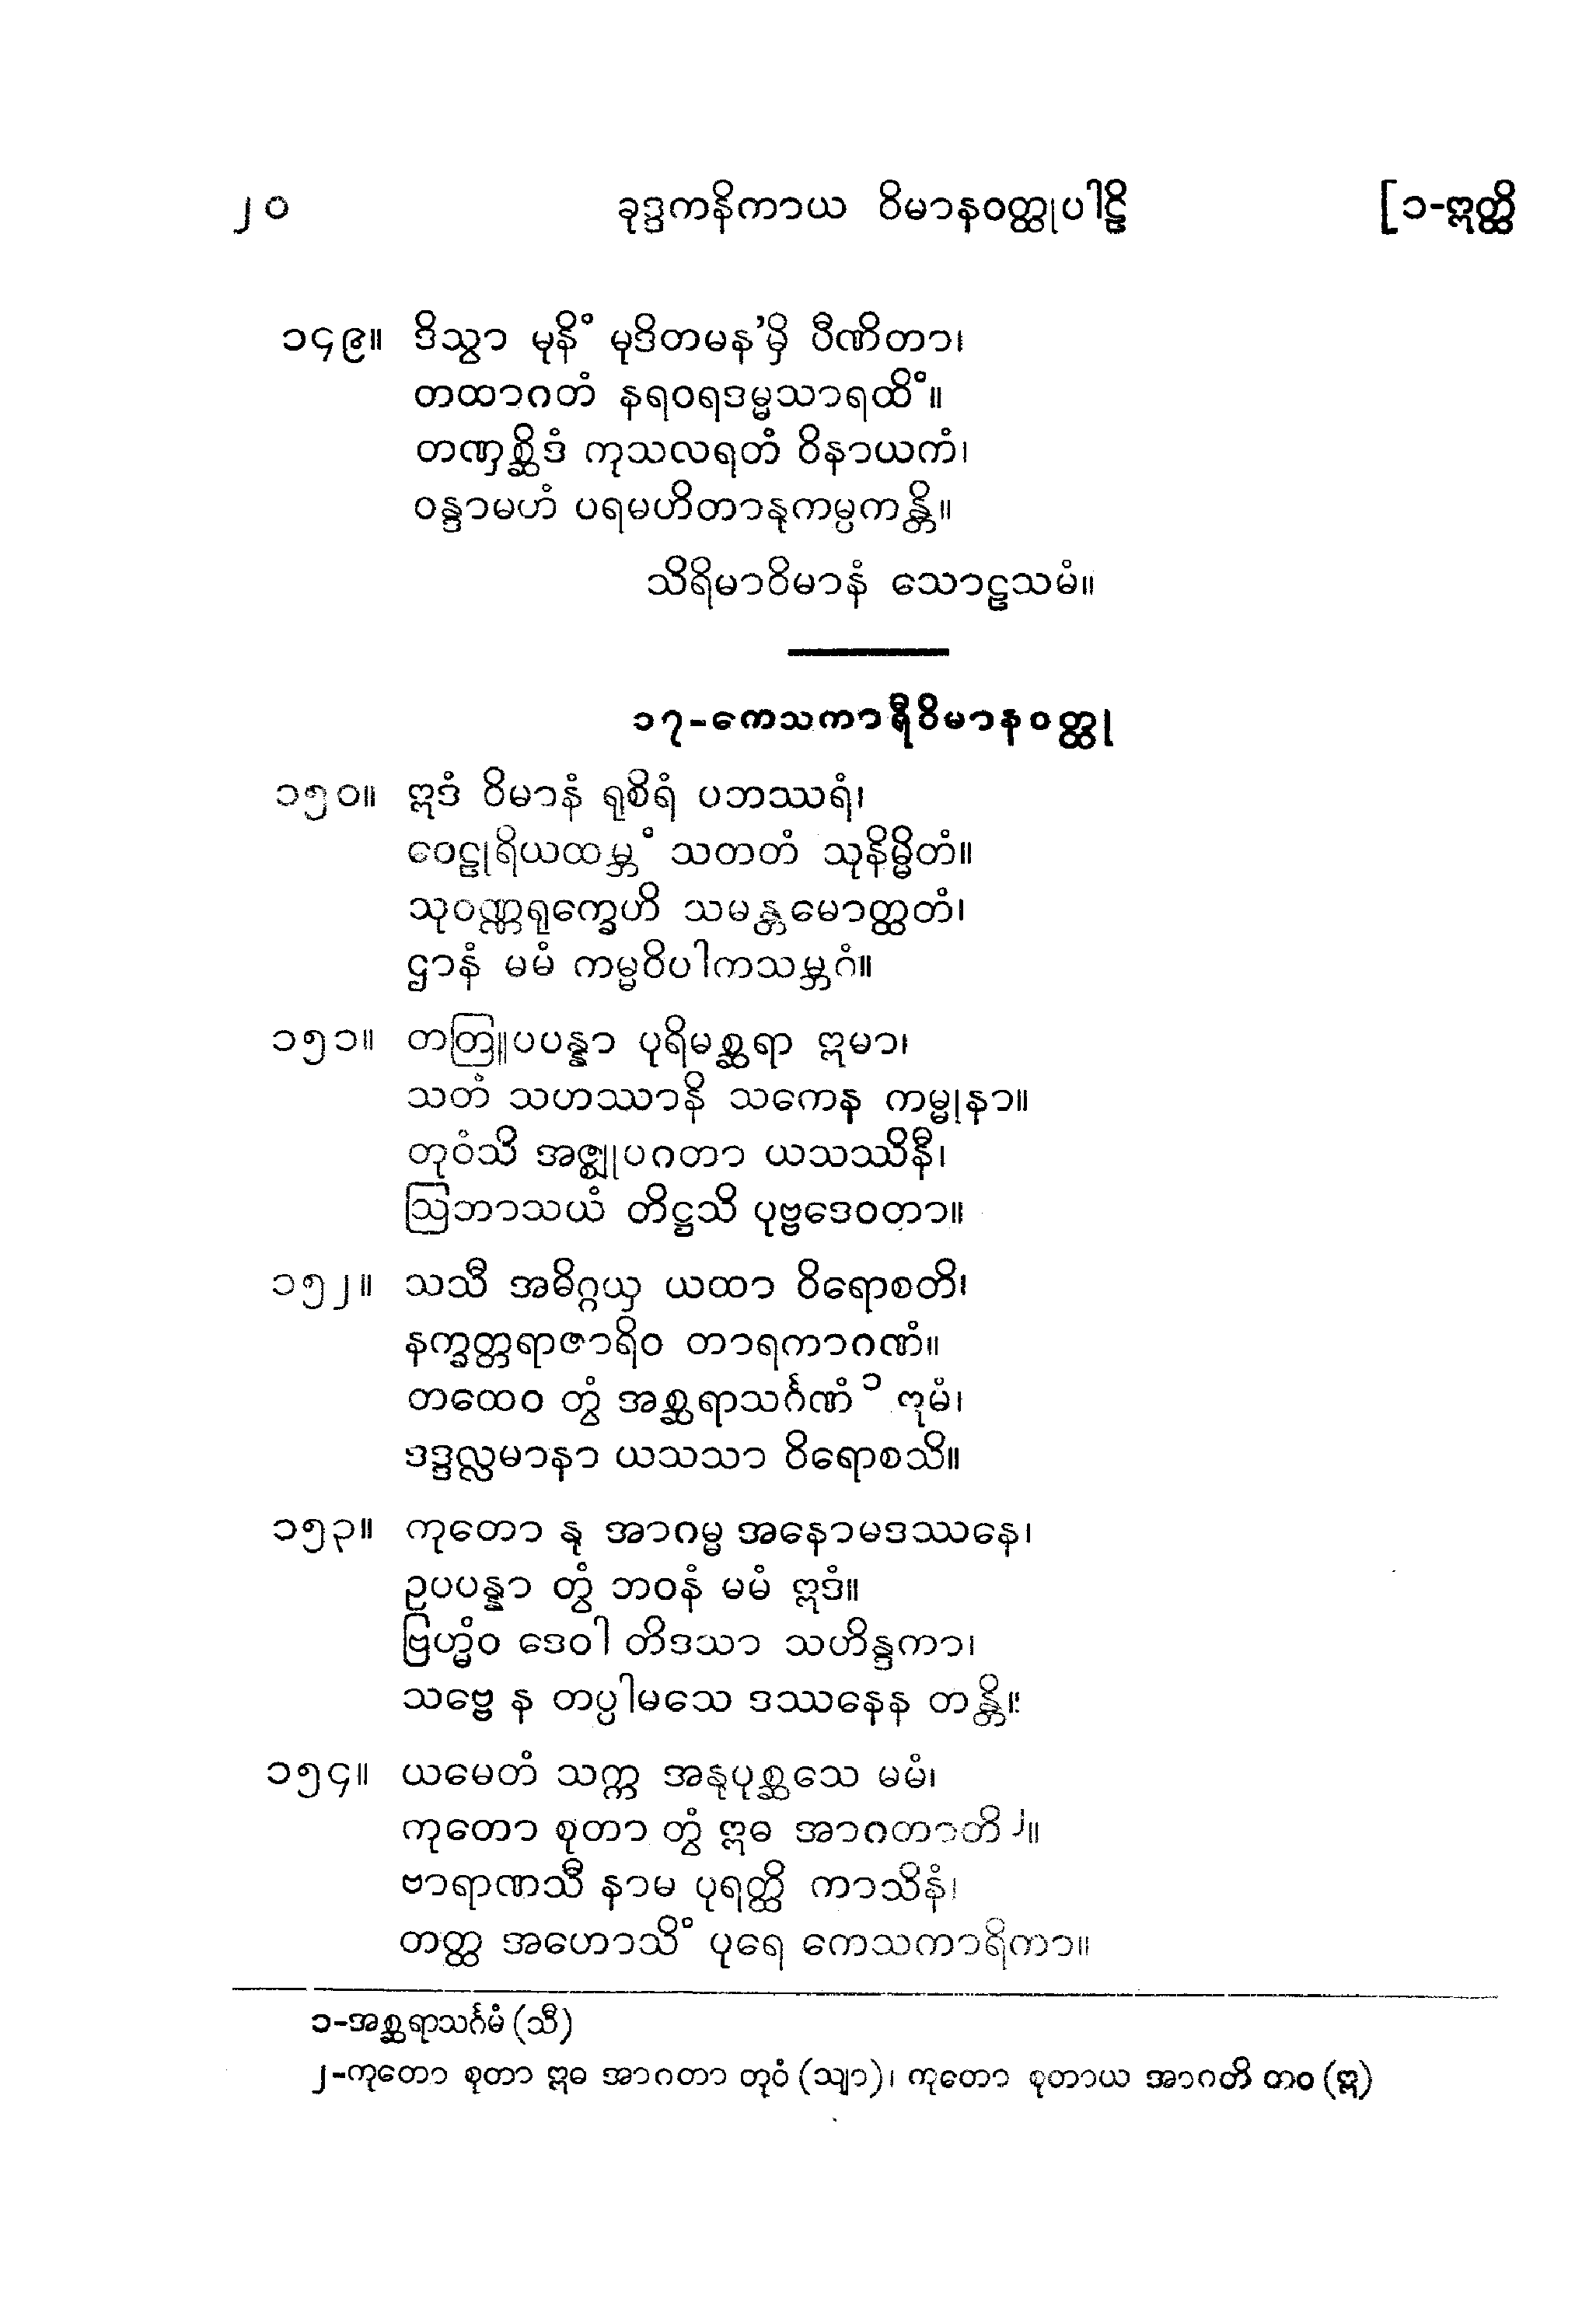 ၂၀ ခုဒ္ဒကနိကာယ ဝိမာနဝတ္ထုပါဠိ [၁-ဣတ္ထိ
၁၄၉။ ဒိသွာ မုနိံ မုဒိတမန'မှိ ပီဏိတာ၊
တထာဂတံ နရဝရဒမ္မသာရထိံ။
တဏှစ္ဆိဒံ ကုသလရတံ ဝိနာယကံ၊
ဝန္ဒာမဟံ ပရမဟိတာနုကမ္ပကန္တိ။
သိရိမာဝိမာနံ သောဠသမံ။
၁၇-ကေသကာရီဝိမာနဝတ္ထု
၁၅၀။ ဣဒံ ဝိမာနံ ရုစိရံ ပဘဿရံ၊
ဝေဠုရိယထမ္ဘံ သတတံ သုနိမ္မိတံ။
သုဝဏ္ဏရုက္ခေဟိ သမန္တမောတ္ထတံ၊
ဌာနံ မမံ ကမ္မဝိပါကသမ္ဘဂံ။
၁၅၁။ တတြူပပန္နာ ပုရိမစ္ဆရာ ဣမာ၊
သတံ သဟဿာနိ သကေန ကမ္မုနာ။
တုဝံသိ အဇ္ဈုပဂတာ ယသဿိနီ၊
ဩဘာသယံ တိဋ္ဌသိ ပုဗ္ဗဒေဝတာ။
၁၅၂။ သသီ အဓိဂ္ဂယှ ယထာ ဝိရောစတိ၊
နက္ခတ္တရာဇာရိဝ တာရကာဂဏံ။
တထေဝ တွံ အစ္ဆရာသင်္ဂဏံ ၁ ဣမံ၊
ဒဒ္ဒလ္လမာနာ ယသသာ ဝိရောစသိ။
၁၅၃။ ကုတော နု အာဂမ္မ အနောမဒဿနေ၊
ဥပပန္နာ တွံ ဘဝနံ မမံ ဣဒံ။
ဗြဟ္မံဝ ဒေဝါ တိဒသာ သဟိန္ဒကာ၊
သဗ္ဗေ န တပ္ပါမသေ ဒဿနေန တန္တိ။
၁၅၄။ ယမေတံ သက္က အနုပုစ္ဆသေ မမံ၊
ကုတော စုတာ တွံ ဣဓ အာဂတာတိ ၂။
ဗာရာဏသီ နာမ ပုရတ္ထိ ကာသိနံ၊
တတ္ထ အဟောသိံ ပုရေ ကေသကာရိကာ။
၁-အစ္ဆရာသင်္ဂမံ (သီ)
၂-ကုတော စုတာ ဣဓ အာဂတာ တုဝံ (သျာ)၊ ကုတော စုတာယ အာဂတိ တဝ (ဣ)